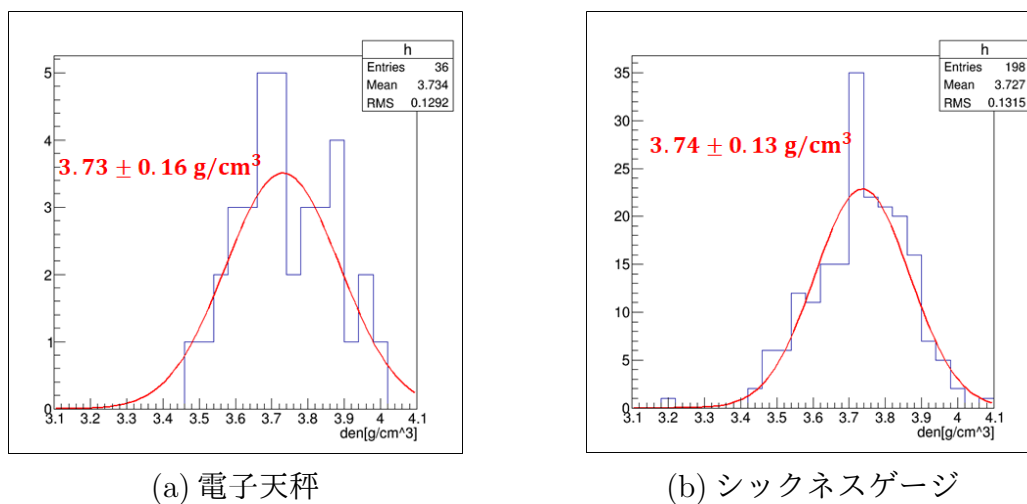 h
Entries 36
Mean 3.734
RMS 0.1292
5
4
3
2
1
0
3.73 ± 0.16 g/cm³
3.1 3.2 3.3 3.4 3.5 3.6 3.7 3.8 3.9 4 4.1
den[g/cm^3]
(a) 電子天秤
h
Entries 198
Mean 3.727
RMS 0.1315
35
30
25
20
15
10
5
0
3.74 ± 0.13 g/cm³
3.1 3.2 3.3 3.4 3.5 3.6 3.7 3.8 3.9 4 4.1
den[g/cm^3]
(b) シックネスゲージ